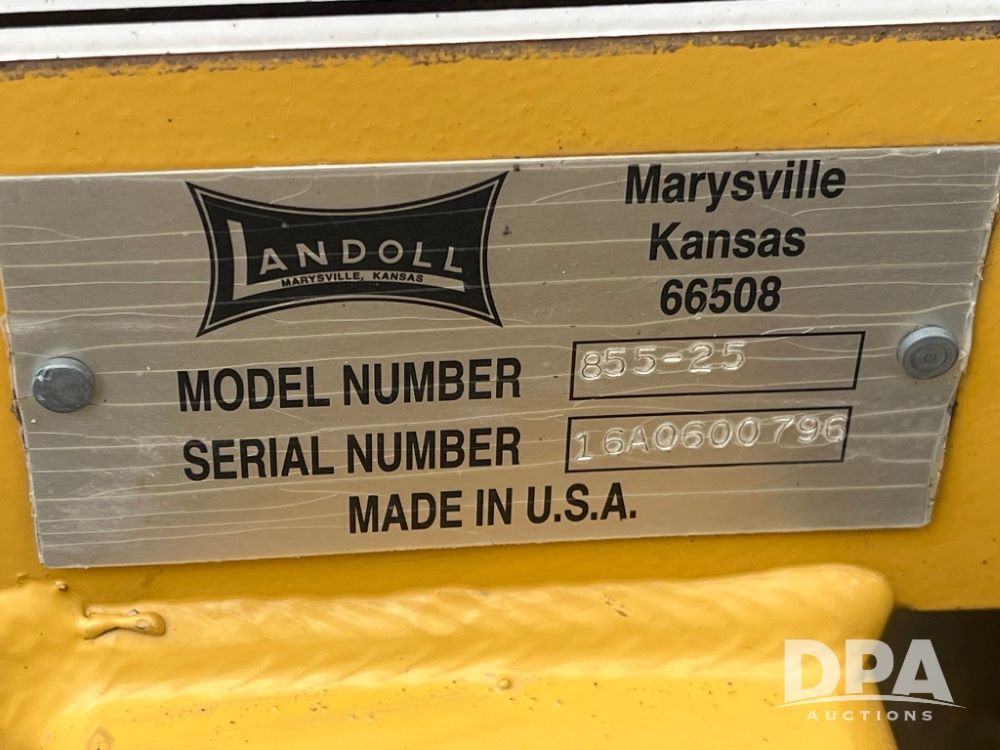 LANDOLL
MARYSVILLE, KANSAS
Marysville
Kansas
66508
MODEL NUMBER 855-25
SERIAL NUMBER 16A0600796
MADE IN U.S.A.
DPA
AUCTIONS